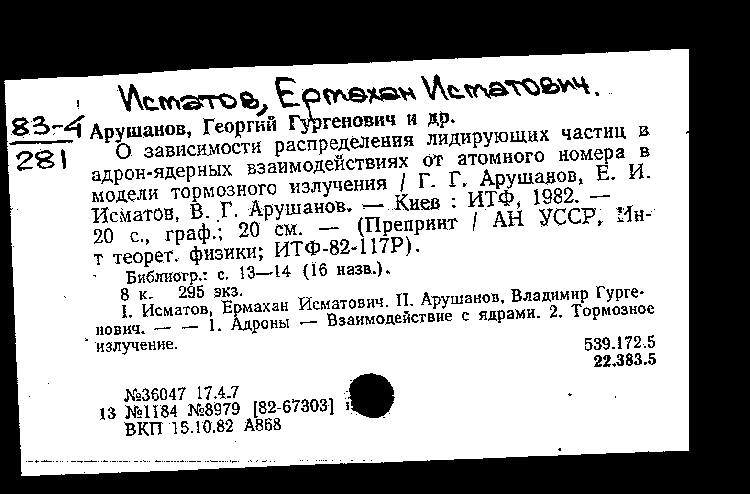 Исматов, Ермахан Исматович.
83-4
281
Арушанов, Георгий Гургенович и др.
О зависимости распределения лидирующих частиц в
адрон-ядерных взаимодействиях от атомного номера в
модели тормозного излучения / Г. Г. Арушанов, Е. И.
Исматов, В. Г. Арушанов. — Киев : ИТФ, 1982. —
20 с., граф.; 20 см. — (Препринт / АН УССР, Ин-
т теорет. физики; ИТФ-82-117Р).
Библиогр.: с. 13—14 (16 назв.).
8 к. 295 экз.
I. Исматов, Ермахан Исматович. II. Арушанов, Владимир Гурге-
нович. — — 1. Адроны — Взаимодействие с ядрами. 2. Тормозное
излучение.
539.172.5
22.383.5
№36047 17.4.7
13 №1184 №8979 [82-67303]
ВКП 15.10.82 А868